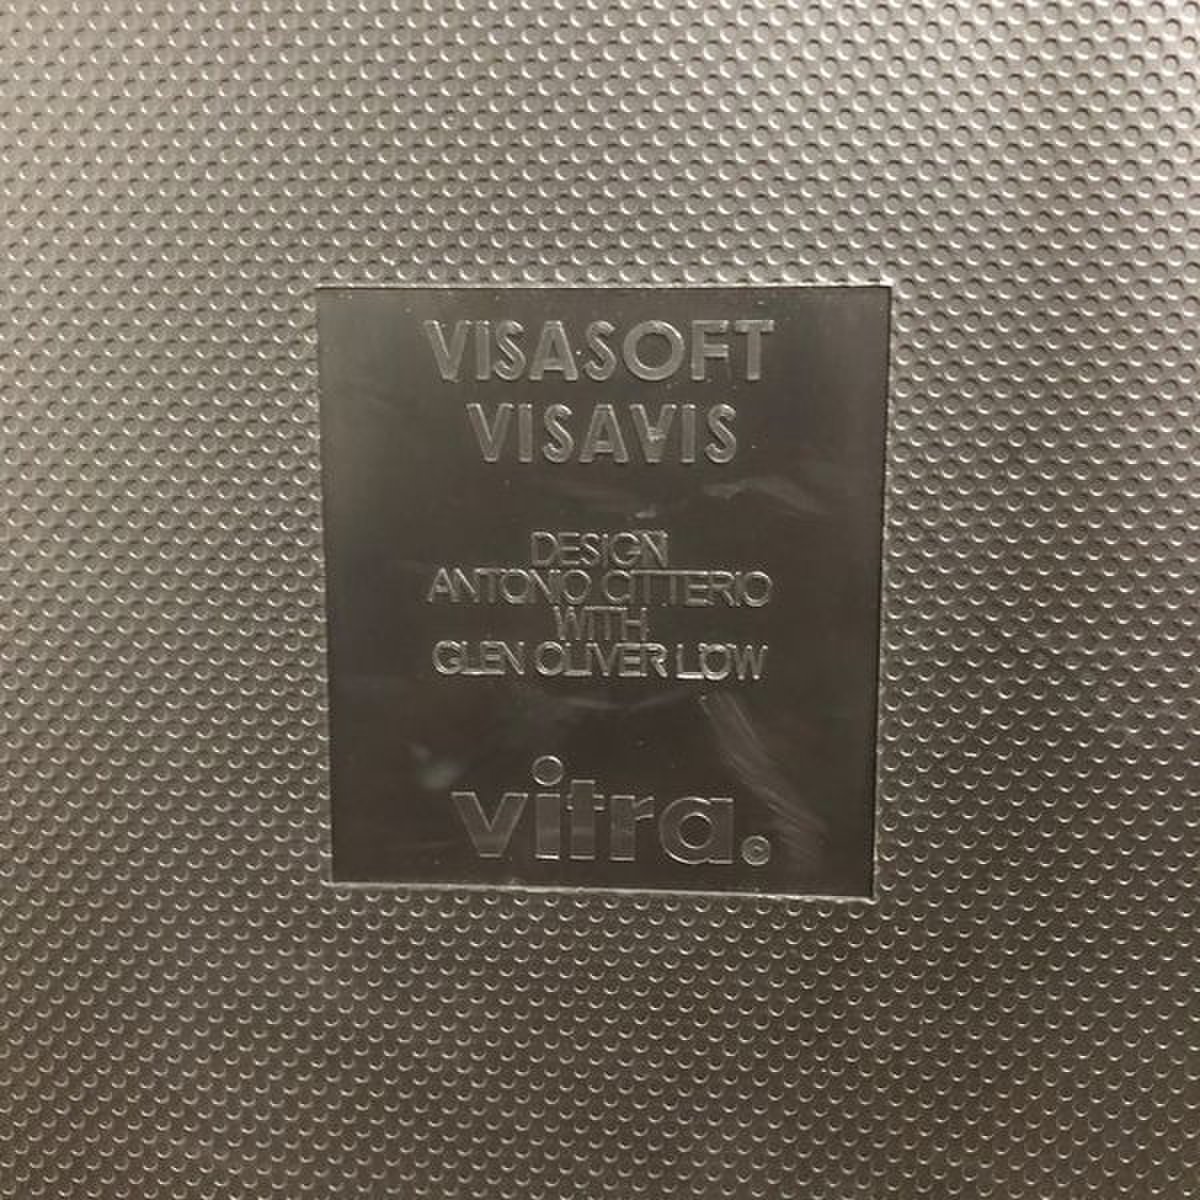 VISASOFT
VISAVIS
DESIGN
ANTONIO CITTERIO
WITH
GLEN OLIVER LÖW
vitra.